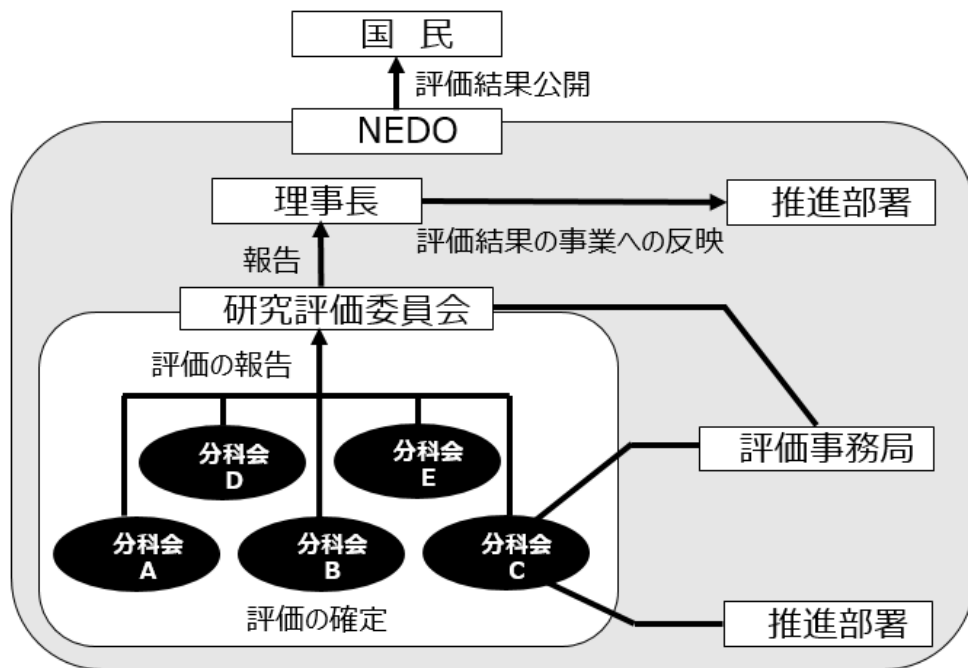 国 民
評価結果公開
NEDO
理事長
推進部署
評価結果の事業への反映
報告
研究評価委員会
評価の報告
分科会
D
分科会
E
評価事務局
分科会
A
分科会
B
分科会
C
評価の確定
推進部署